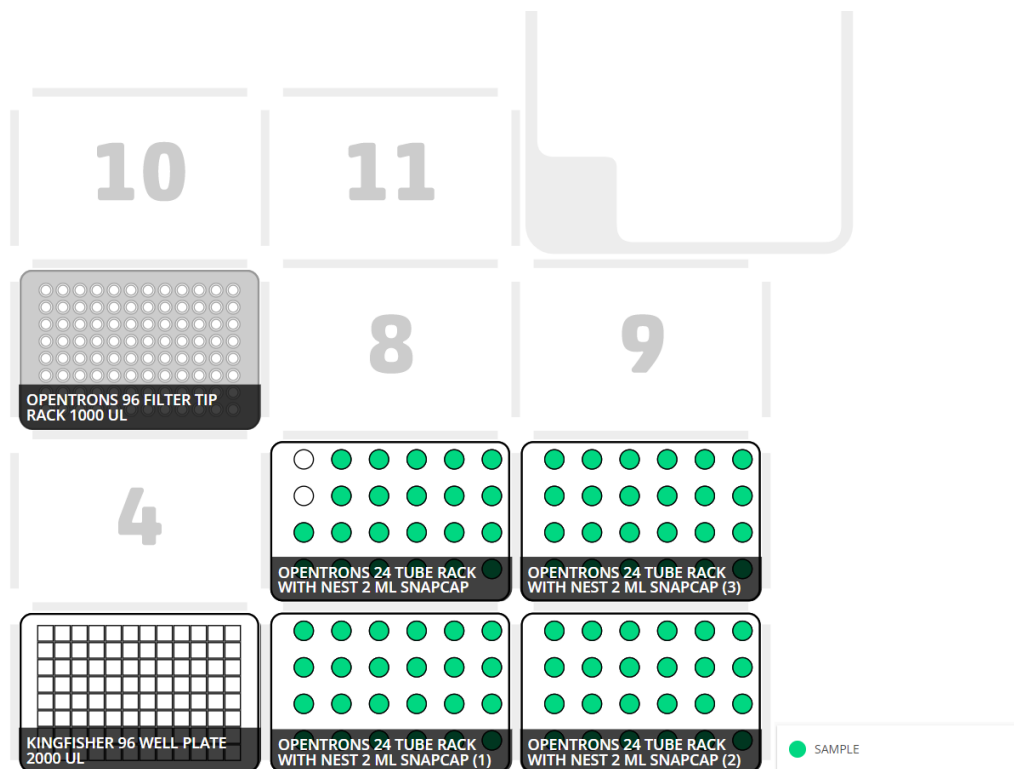 10
11
OPENTRONS 96 FILTER TIP
RACK 1000 UL
8
9
4
OPENTRONS 24 TUBE RACK
WITH NEST 2 ML SNAPCAP
OPENTRONS 24 TUBE RACK
WITH NEST 2 ML SNAPCAP (3)
KINGFISHER 96 WELL PLATE
2000 UL
OPENTRONS 24 TUBE RACK
WITH NEST 2 ML SNAPCAP (1)
OPENTRONS 24 TUBE RACK
WITH NEST 2 ML SNAPCAP (2)
SAMPLE